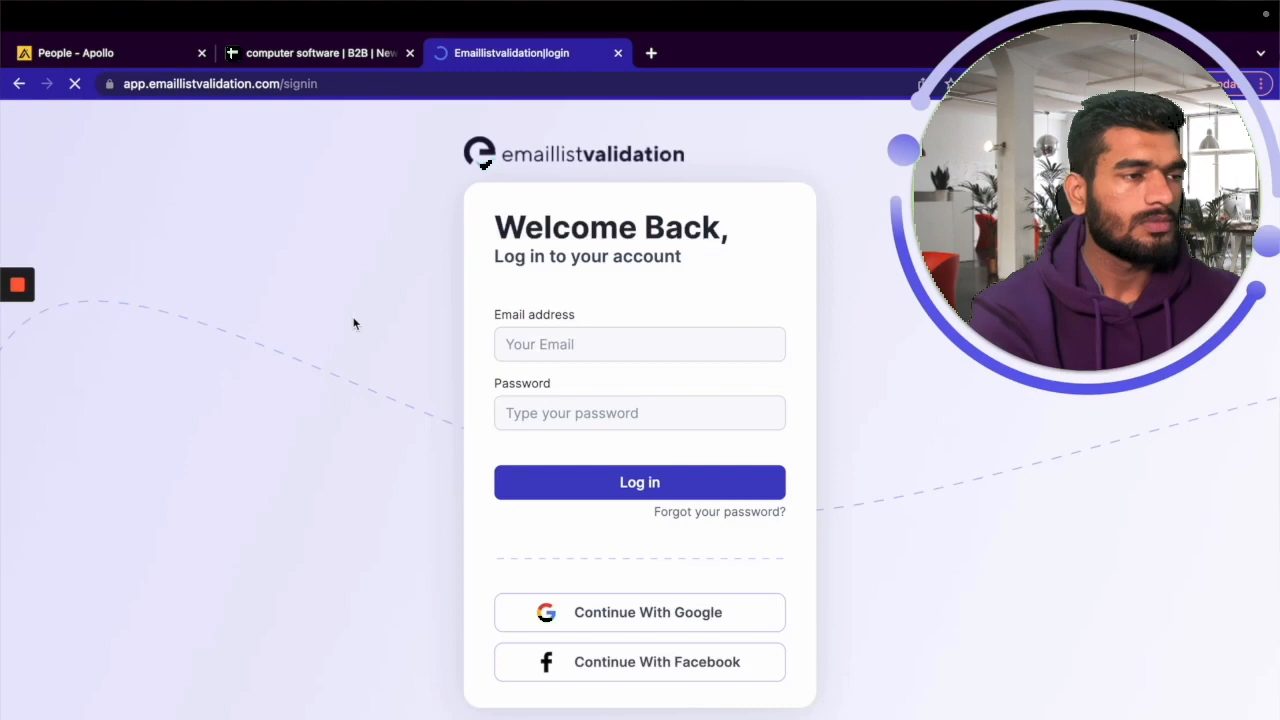 People - Apollo
computer software | B2B | New
Emaillistvalidation|login
app.emaillistvalidation.com/signin
emaillistvalidation
Welcome Back,
Log in to your account
Email address
Your Email
Password
Type your password
Log in
Forgot your password?
Continue With Google
Continue With Facebook